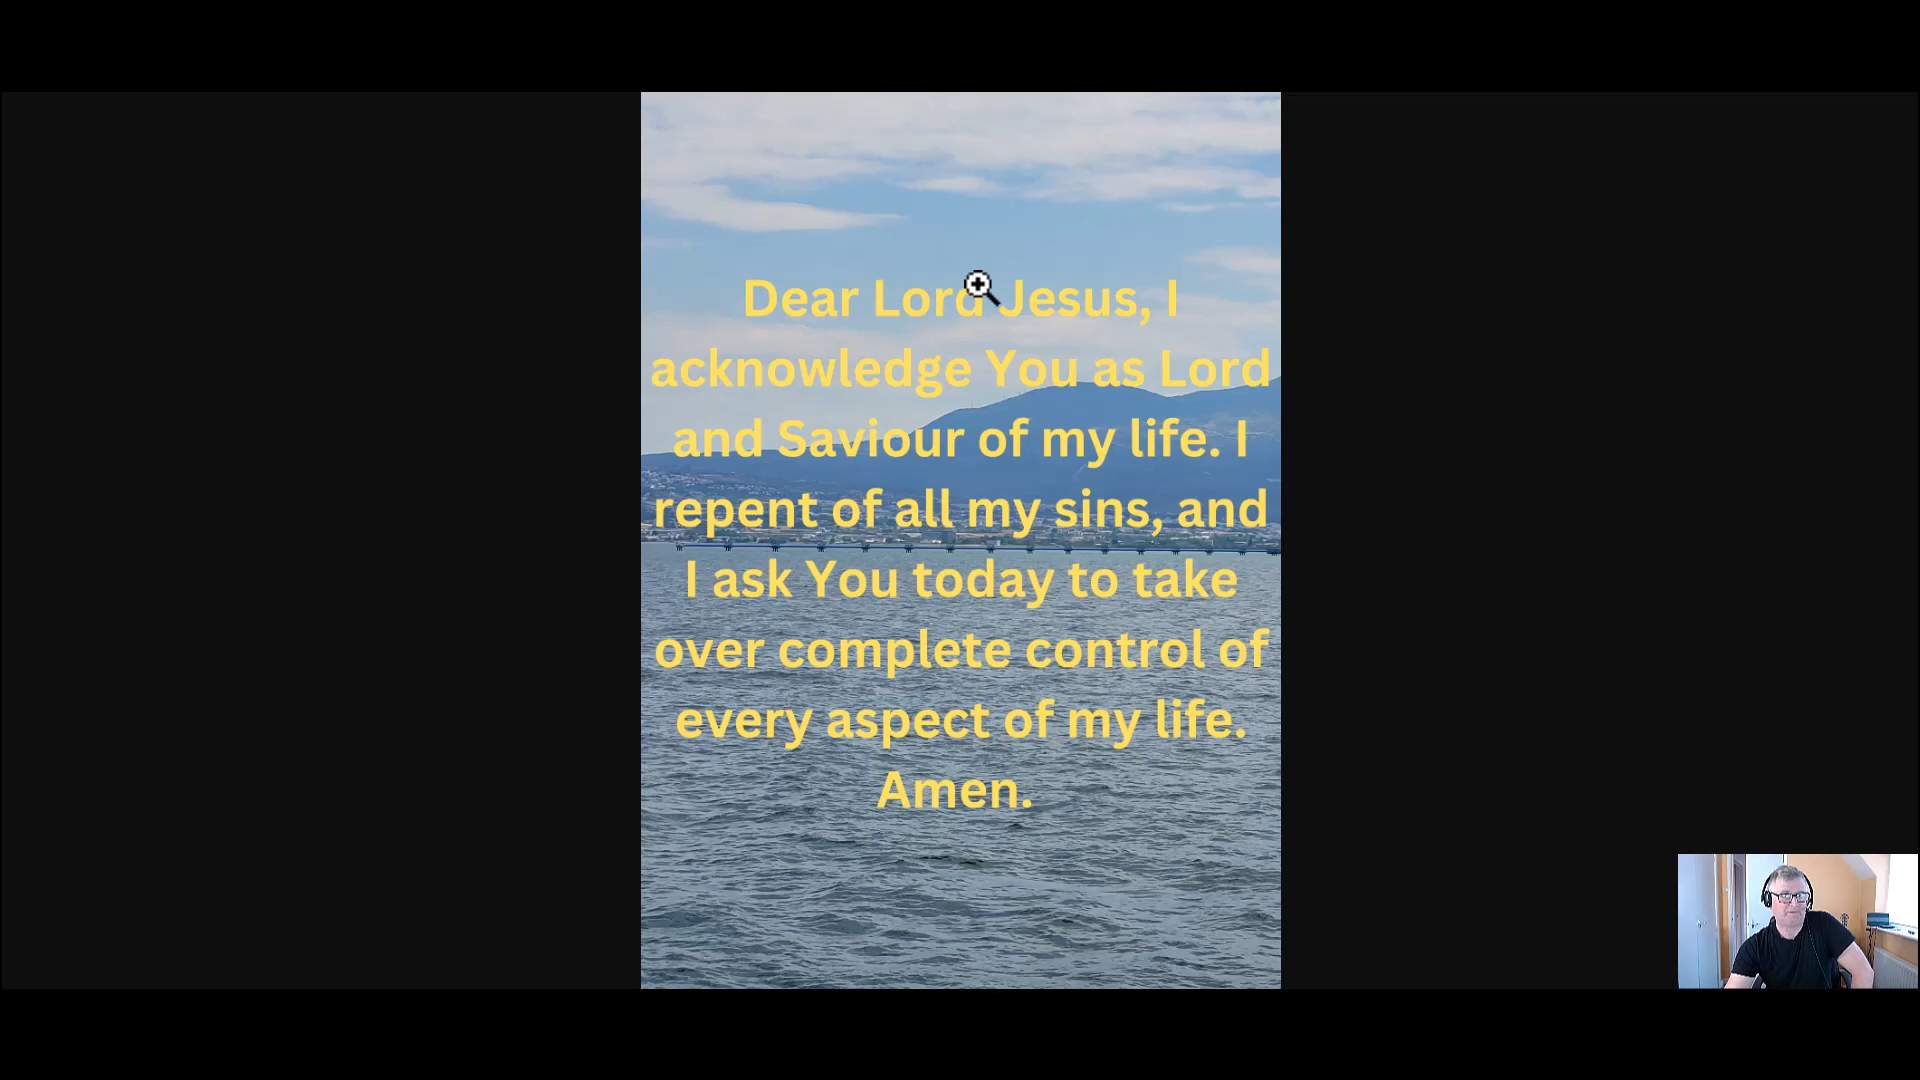 Dear Lord Jesus, I
acknowledge You as Lord
and Saviour of my life. I
repent of all my sins, and
I ask You today to take
over complete control of
every aspect of my life.
Amen.